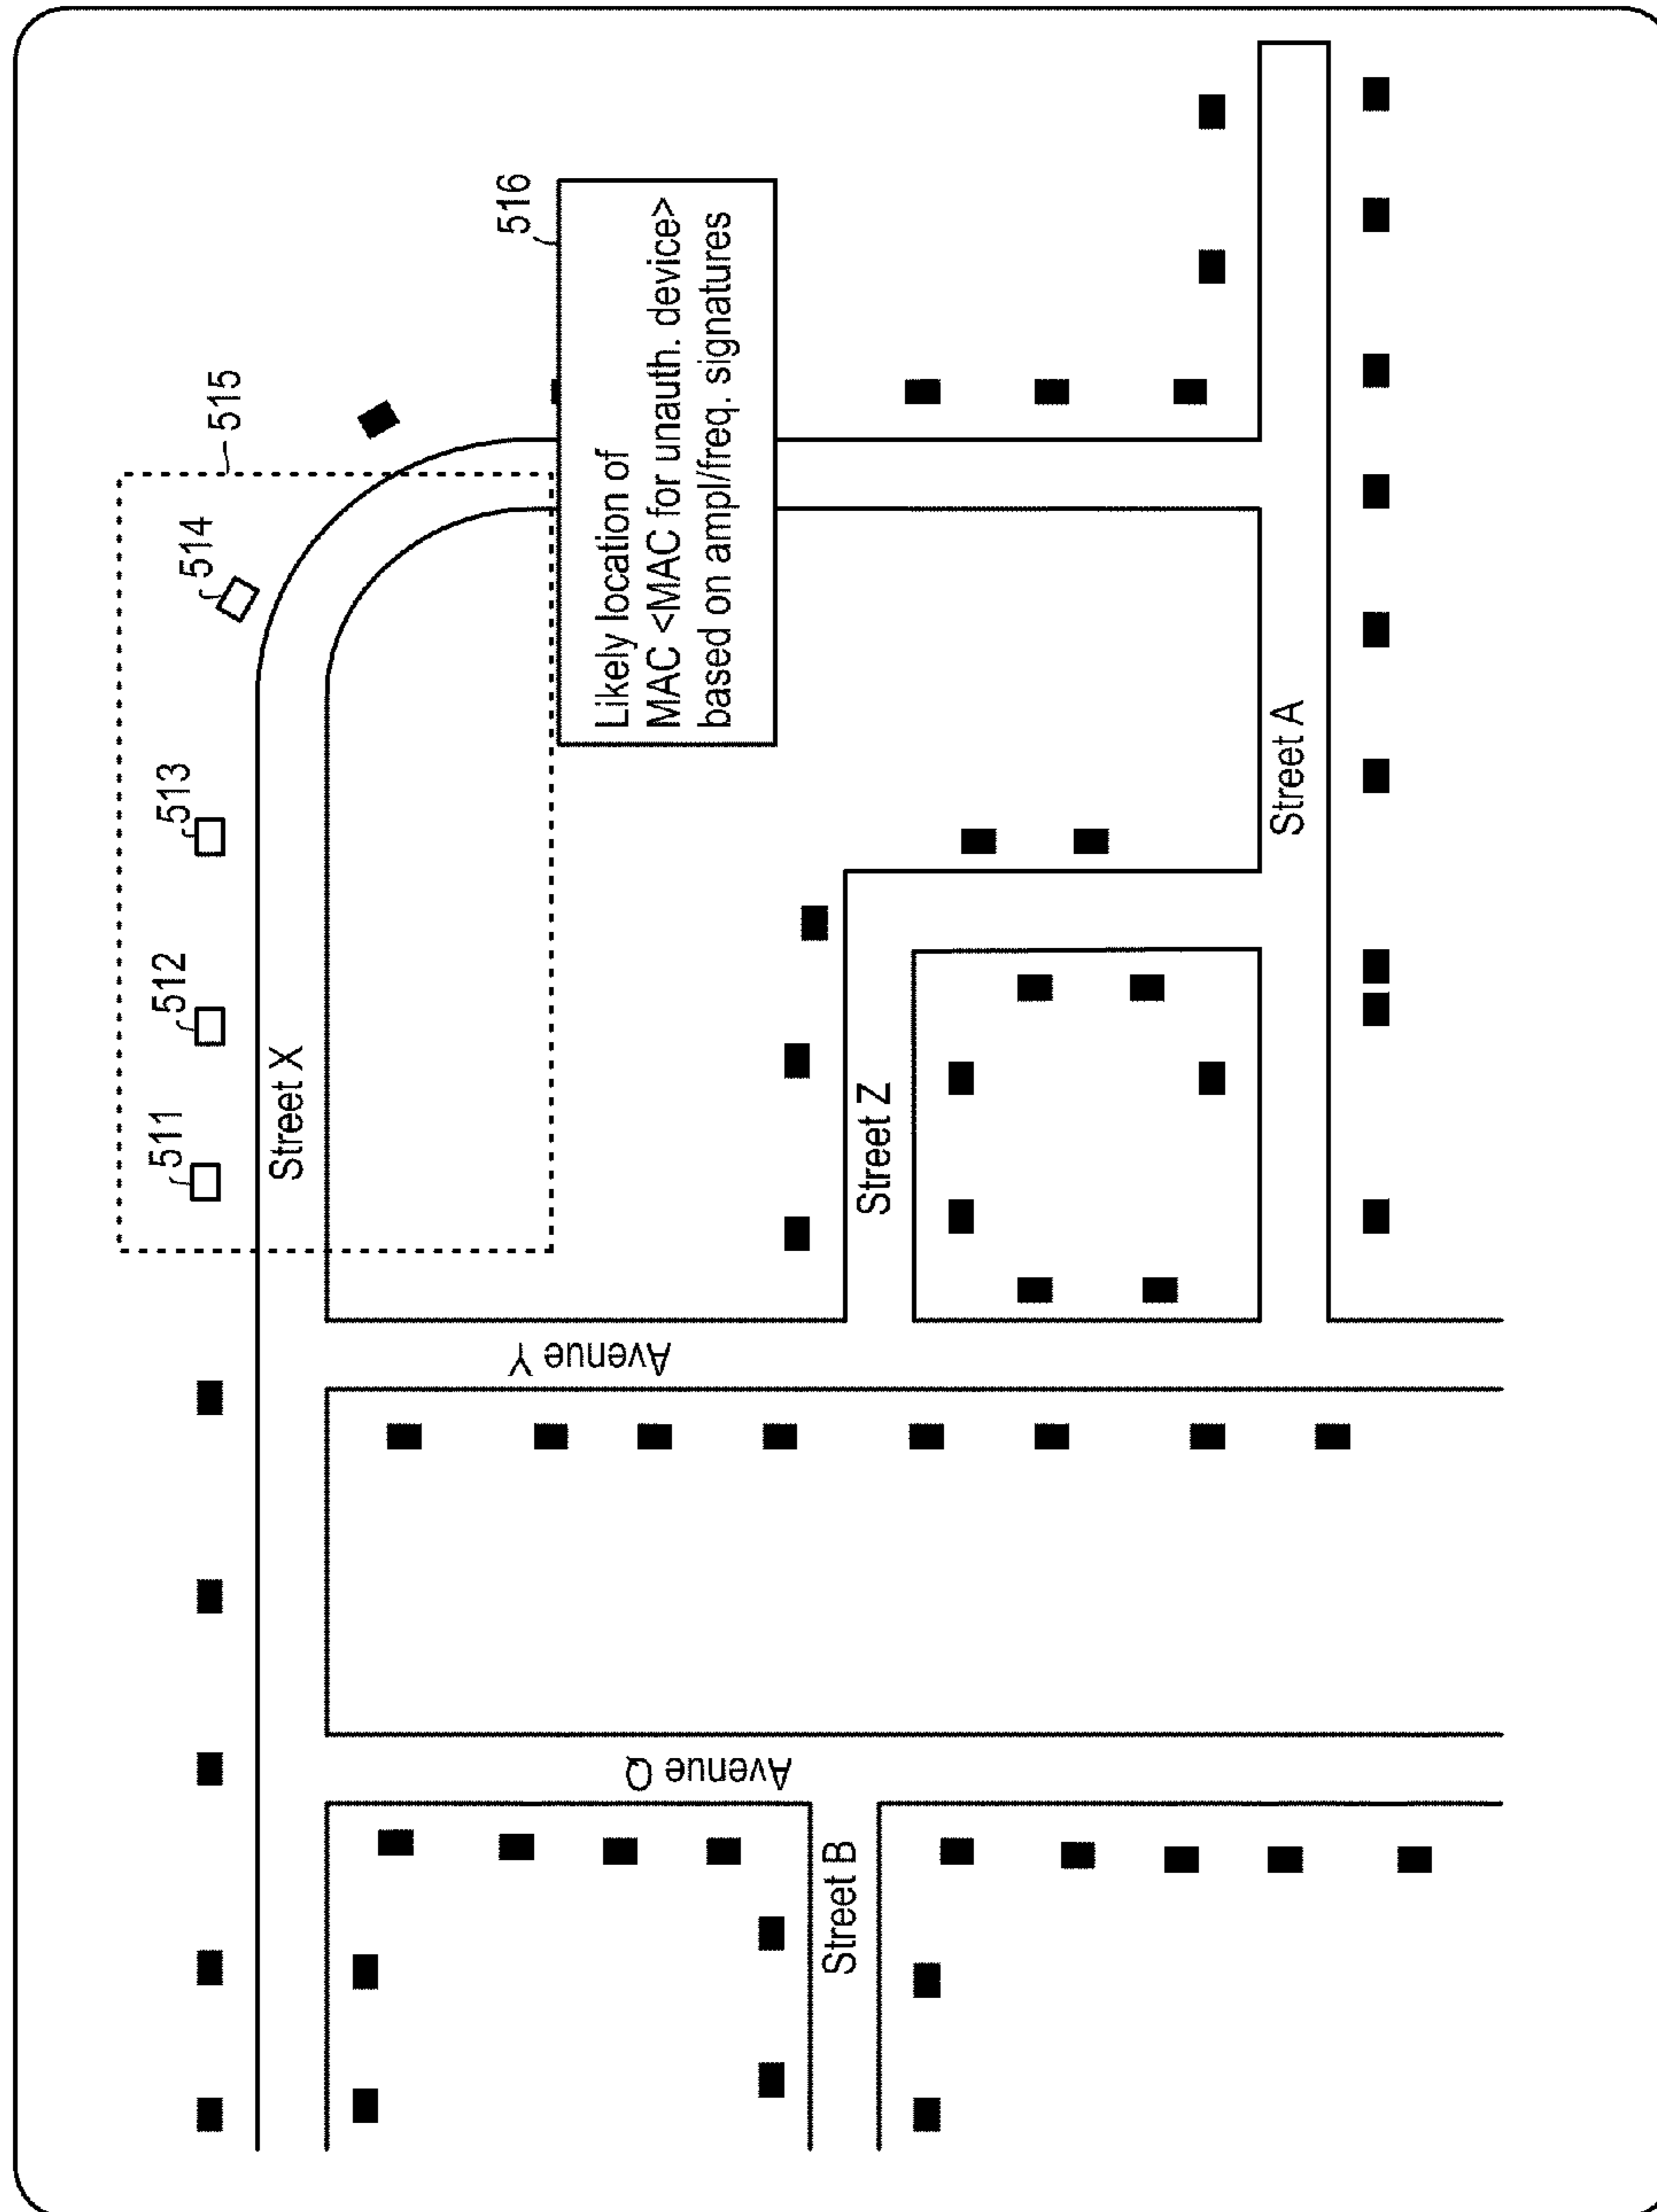 515
514
513
512
511
516
Street X
Likely location of
MAC <MAC for unauth. device>
based on ampl/freq. signatures
Avenue Y
Avenue Q
Street Z
Street B
Street A